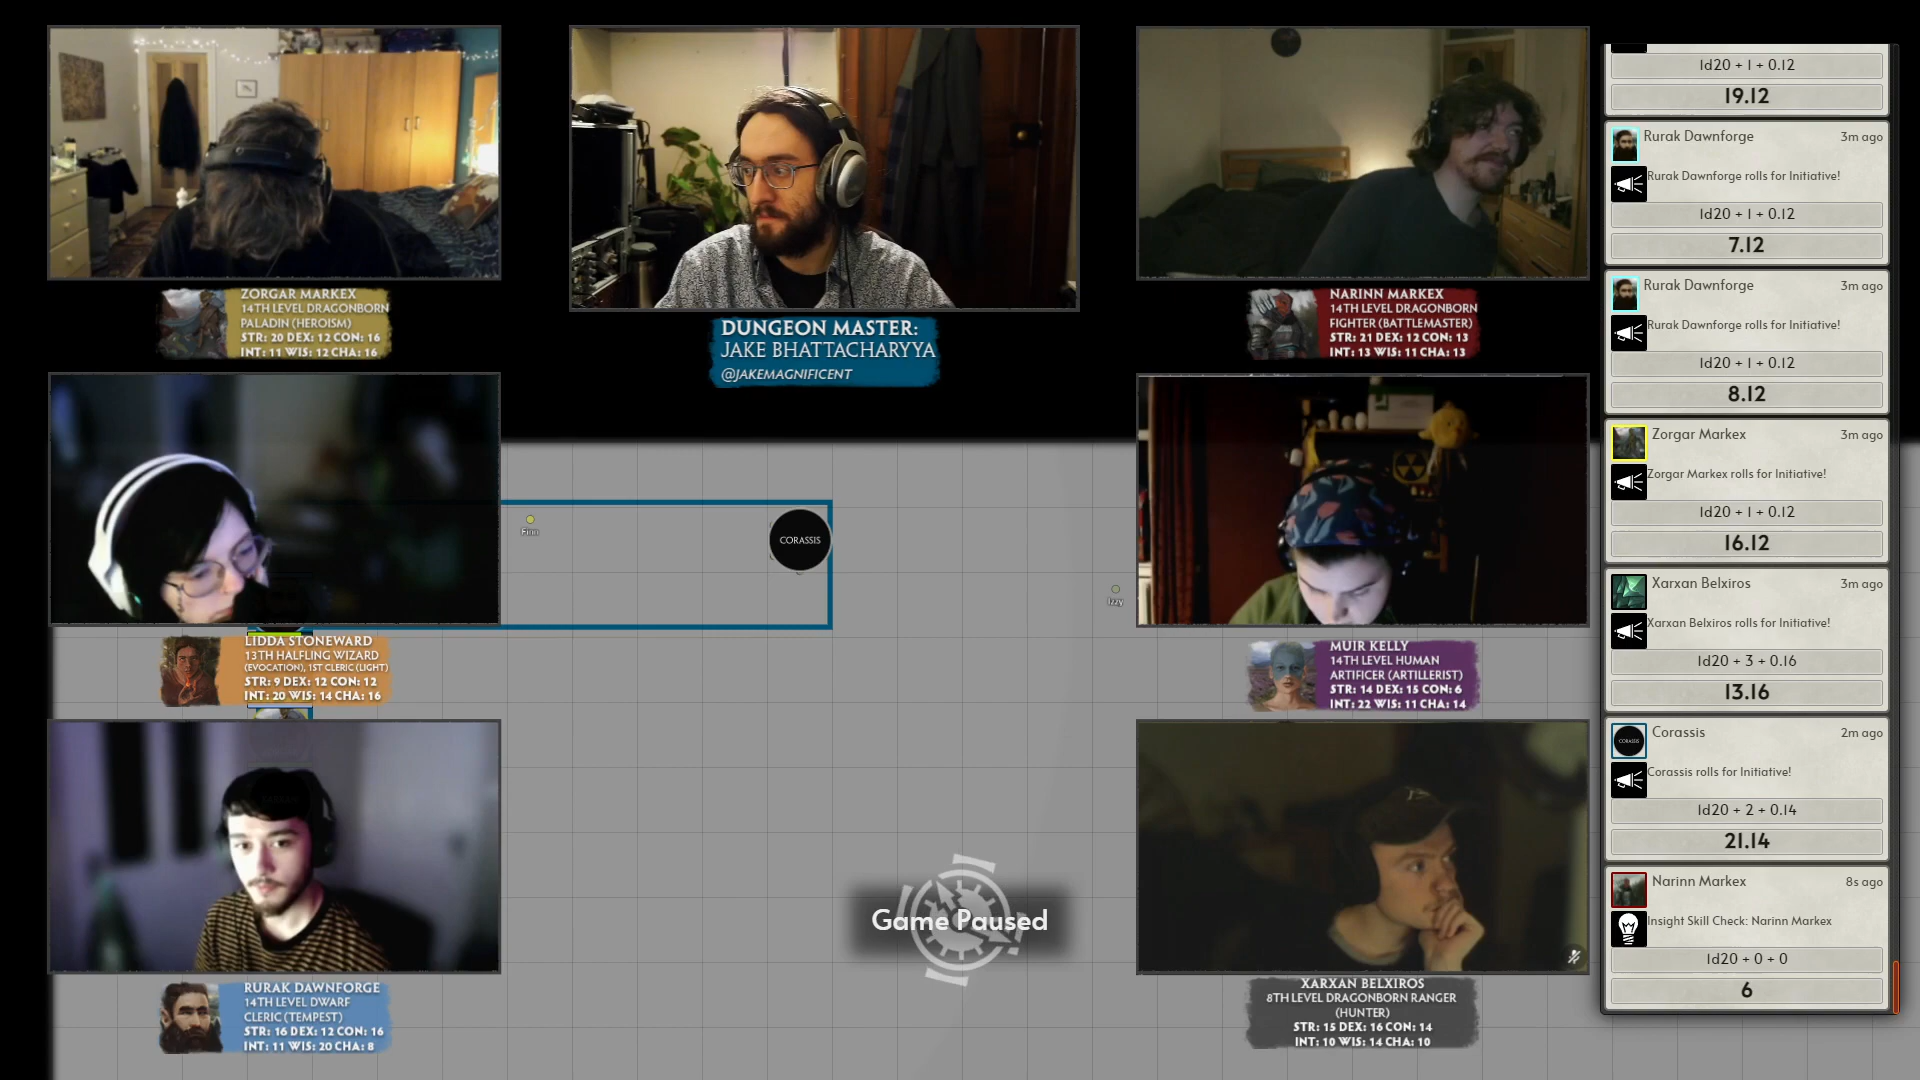 ZORGAR MARKEX
14TH LEVEL DRAGONBORN
PALADIN (HEROISM)
STR: 20 DEX: 12 CON: 16
INT: 11 WIS: 12 CHA: 16
DUNGEON MASTER:
JAKE BHATTACHARYYA
@JAKEMAGNIFICENT
NARINN MARKEX
14TH LEVEL DRAGONBORN
FIGHTER (BATTLEMASTER)
STR: 21 DEX: 12 CON: 13
INT: 13 WIS: 11 CHA: 13
Finn
CORASSIS
Izzy
LIDDA STONEWARD
13TH HALFLING WIZARD
(EVOCATION), 1ST CLERIC (LIGHT)
STR: 9 DEX: 12 CON: 12
INT: 20 WIS: 14 CHA: 16
MUIR KELLY
14TH LEVEL HUMAN
ARTIFICER (ARTILLERIST)
STR: 14 DEX: 15 CON: 6
INT: 22 WIS: 11 CHA: 14
Game Paused
RURAK DAWNFORGE
14TH LEVEL DWARF
CLERIC (TEMPEST)
STR: 16 DEX: 12 CON: 16
INT: 11 WIS: 20 CHA: 8
XARXAN BELXIROS
8TH LEVEL DRAGONBORN RANGER
(HUNTER)
STR: 15 DEX: 16 CON: 14
INT: 10 WIS: 14 CHA: 10
1d20 + 1 + 0.12
19.12
Rurak Dawnforge 3m ago
Rurak Dawnforge rolls for Initiative!
1d20 + 1 + 0.12
7.12
Rurak Dawnforge 3m ago
Rurak Dawnforge rolls for Initiative!
1d20 + 1 + 0.12
8.12
Zorgar Markex 3m ago
Zorgar Markex rolls for Initiative!
1d20 + 1 + 0.12
16.12
Xarxan Belxiros 3m ago
Xarxan Belxiros rolls for Initiative!
1d20 + 3 + 0.16
13.16
Corassis 2m ago
CORASSIS
Corassis rolls for Initiative!
1d20 + 2 + 0.14
21.14
Narinn Markex 8s ago
Insight Skill Check: Narinn Markex
1d20 + 0 + 0
6